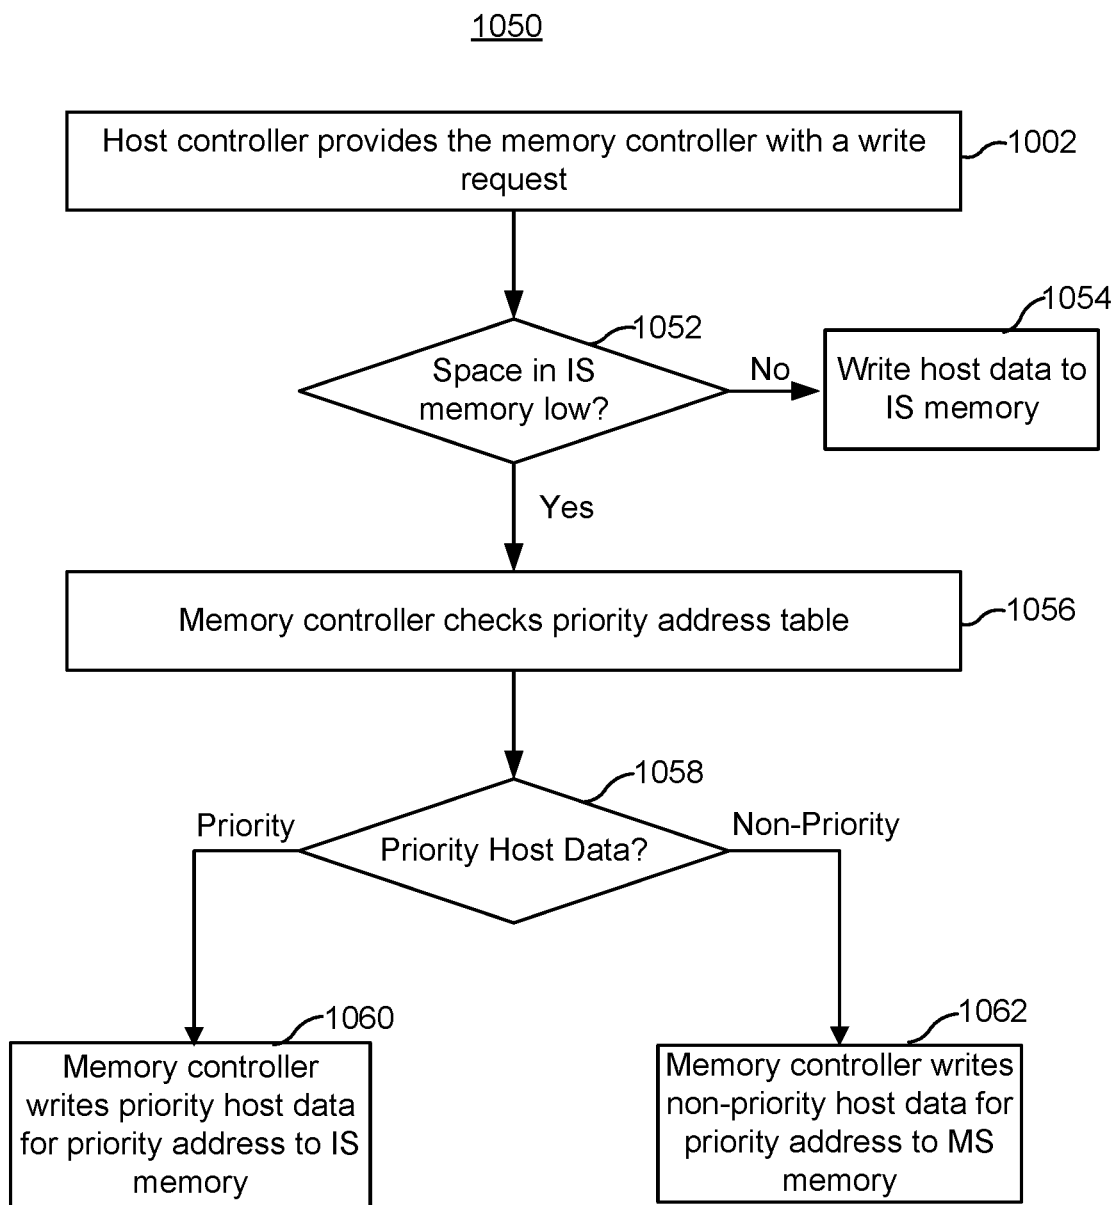 1050
Host controller provides the memory controller with a write
request
1002
1054
1052
Space in IS
memory low?
No
Write host data to
IS memory
Yes
Memory controller checks priority address table
1056
1058
Priority
Non-Priority
Priority Host Data?
1060
1062
Memory controller
writes priority host data
for priority address to IS
memory
Memory controller writes
non-priority host data for
priority address to MS
memory